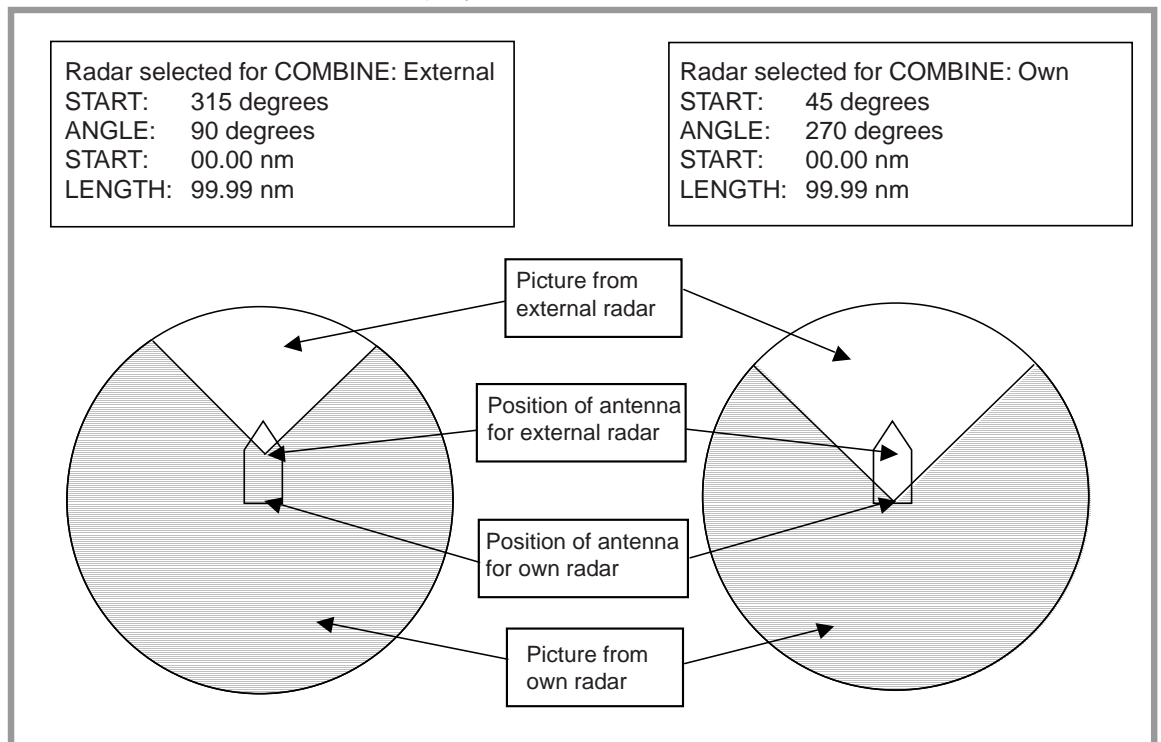 Radar selected for COMBINE: External
START: 315 degrees
ANGLE: 90 degrees
START: 00.00 nm
LENGTH: 99.99 nm
Radar selected for COMBINE: Own
START: 45 degrees
ANGLE: 270 degrees
START: 00.00 nm
LENGTH: 99.99 nm
Picture from
external radar
Position of antenna
for external radar
Position of antenna
for own radar
Picture from
own radar